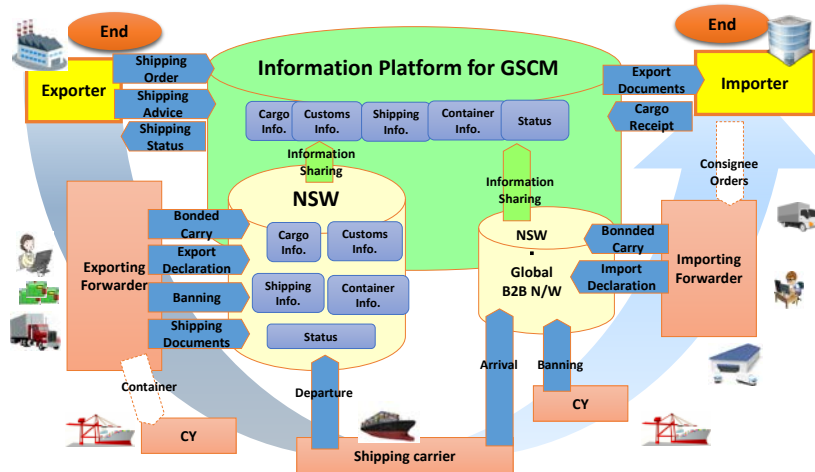 End
End
Exporter
Shipping
Order
Shipping
Advice
Shipping
Status
Information Platform for GSCM
Cargo
Info.
Customs
Info.
Shipping
Info.
Container
Info.
Status
Export
Documents
Cargo
Receipt
Importer
Information
Sharing
Information
Sharing
Consignee
Orders
NSW
Cargo
Info.
Customs
Info.
Shipping
Info.
Container
Info.
Status
NSW
・
Global
B2B N/W
Exporting
Forwarder
Bonded
Carry
Export
Declaration
Banning
Shipping
Documents
Bonnded
Carry
Import
Declaration
Importing
Forwarder
Container
CY
Departure
Arrival
Banning
CY
Shipping carrier